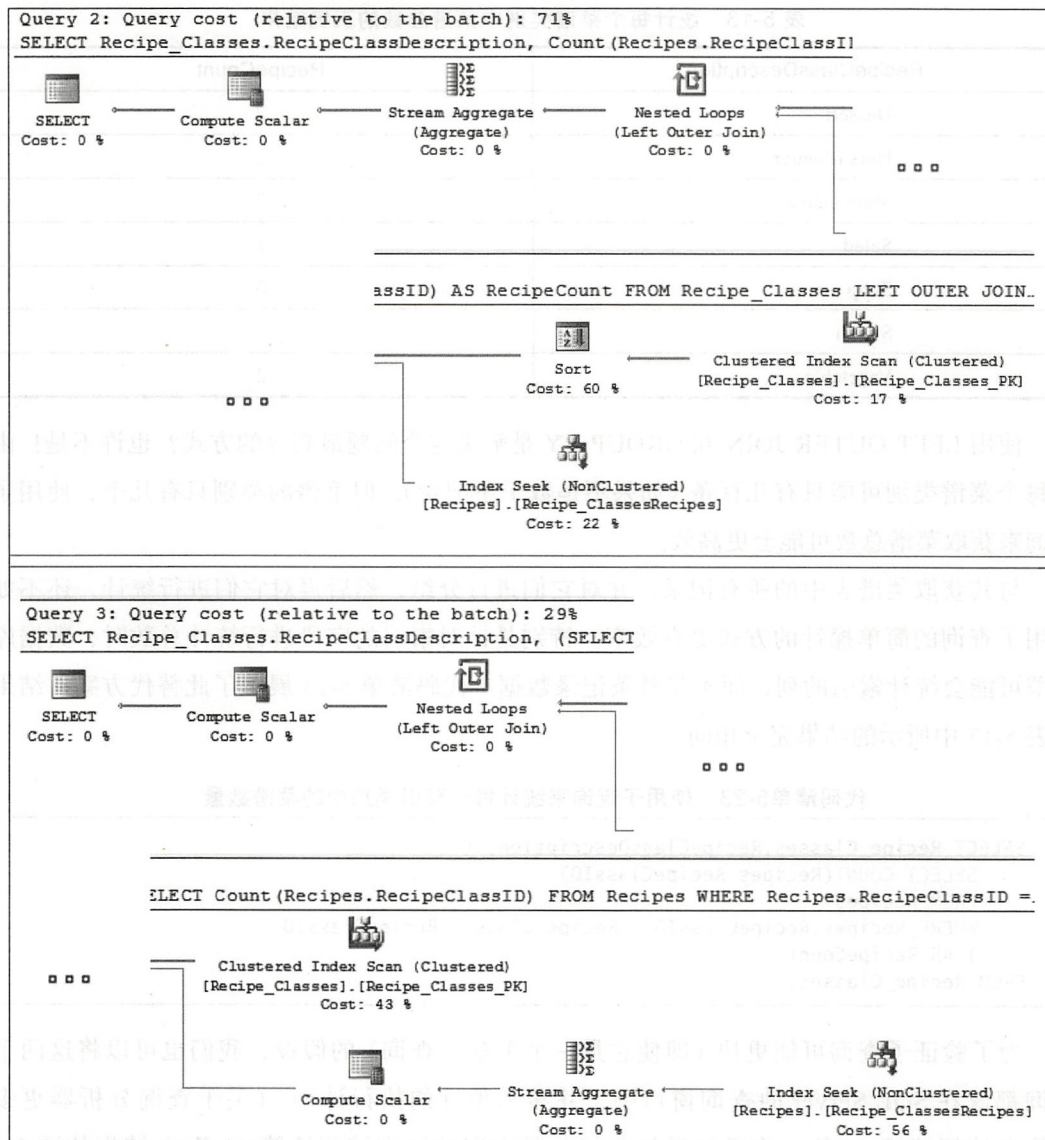 Query 2: Query cost (relative to the batch): 71%
SELECT Recipe_Classes.RecipeClassDescription, Count(Recipes.RecipeClassI
SELECT
Cost: 0 %
Compute Scalar
Cost: 0 %
Stream Aggregate
(Aggregate)
Cost: 0 %
Nested Loops
(Left Outer Join)
Cost: 0 %
assID) AS RecipeCount FROM Recipe_Classes LEFT OUTER JOIN…
Sort
Cost: 60 %
Clustered Index Scan (Clustered)
[Recipe_Classes].[Recipe_Classes_PK]
Cost: 17 %
Index Seek (NonClustered)
[Recipes].[Recipe_ClassesRecipes]
Cost: 22 %
Query 3: Query cost (relative to the batch): 29%
SELECT Recipe_Classes.RecipeClassDescription, (SELECT
SELECT
Cost: 0 %
Compute Scalar
Cost: 0 %
Nested Loops
(Left Outer Join)
Cost: 0 %
ELECT Count(Recipes.RecipeClassID) FROM Recipes WHERE Recipes.RecipeClassID =…
Clustered Index Scan (Clustered)
[Recipe_Classes].[Recipe_Classes_PK]
Cost: 43 %
Compute Scalar
Cost: 0 %
Stream Aggregate
(Aggregate)
Cost: 0 %
Index Seek (NonClustered)
[Recipes].[Recipe_ClassesRecipes]
Cost: 56 %